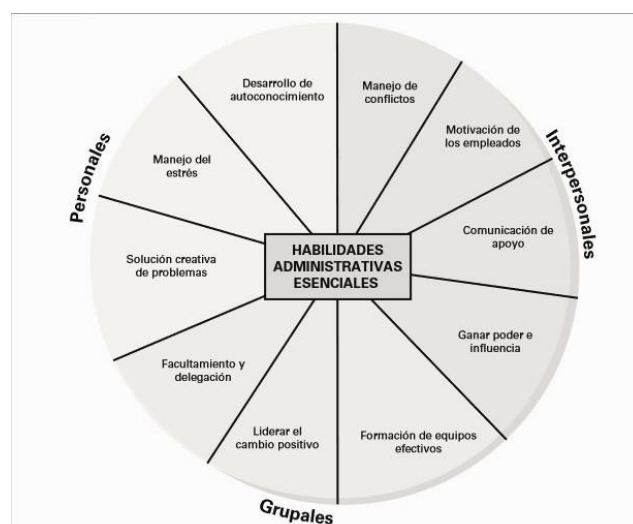 Desarrollo de
autoconocimiento
Manejo de
conflictos
Motivación de
los empleados
Interpersonales
Comunicación de
apoyo
Ganar poder e
influencia
Formación de equipos
efectivos
Grupales
Liderar el
cambio positivo
Facultamiento y
delegación
Solución creativa
de problemas
Manejo del
estrés
Personales
HABILIDADES
ADMINISTRATIVAS
ESENCIALES